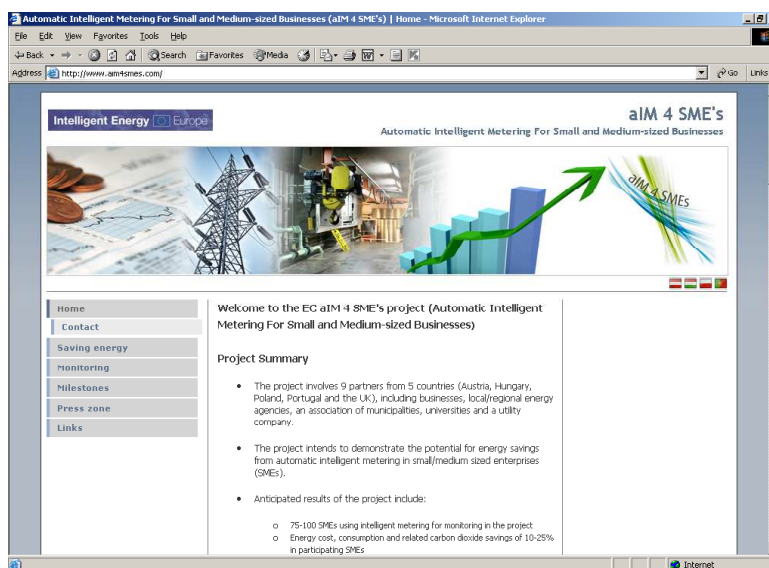 Automatic Intelligent Metering For Small and Medium-sized Businesses (aIM 4 SME's) | Home - Microsoft Internet Explorer
File Edit View Favorites Tools Help
Back Search Favorites Media
Address http://www.aim4smes.com/ Go Links
Intelligent Energy Europe
aIM 4 SME's
Automatic Intelligent Metering For Small and Medium-sized Businesses
aIM 4 SMEs
Home
Contact
Saving energy
Monitoring
Milestones
Press zone
Links
Welcome to the EC aIM 4 SME's project (Automatic Intelligent
Metering For Small and Medium-sized Businesses)
Project Summary
• The project involves 9 partners from 5 countries (Austria, Hungary,
Poland, Portugal and the UK), including businesses, local/regional energy
agencies, an association of municipalities, universities and a utility
company.
• The project intends to demonstrate the potential for energy savings
from automatic intelligent metering in small/medium sized enterprises
(SMEs).
• Anticipated results of the project include:
o 75-100 SMEs using intelligent metering for monitoring in the project
o Energy cost, consumption and related carbon dioxide savings of 10-25%
in participating SMEs
Internet